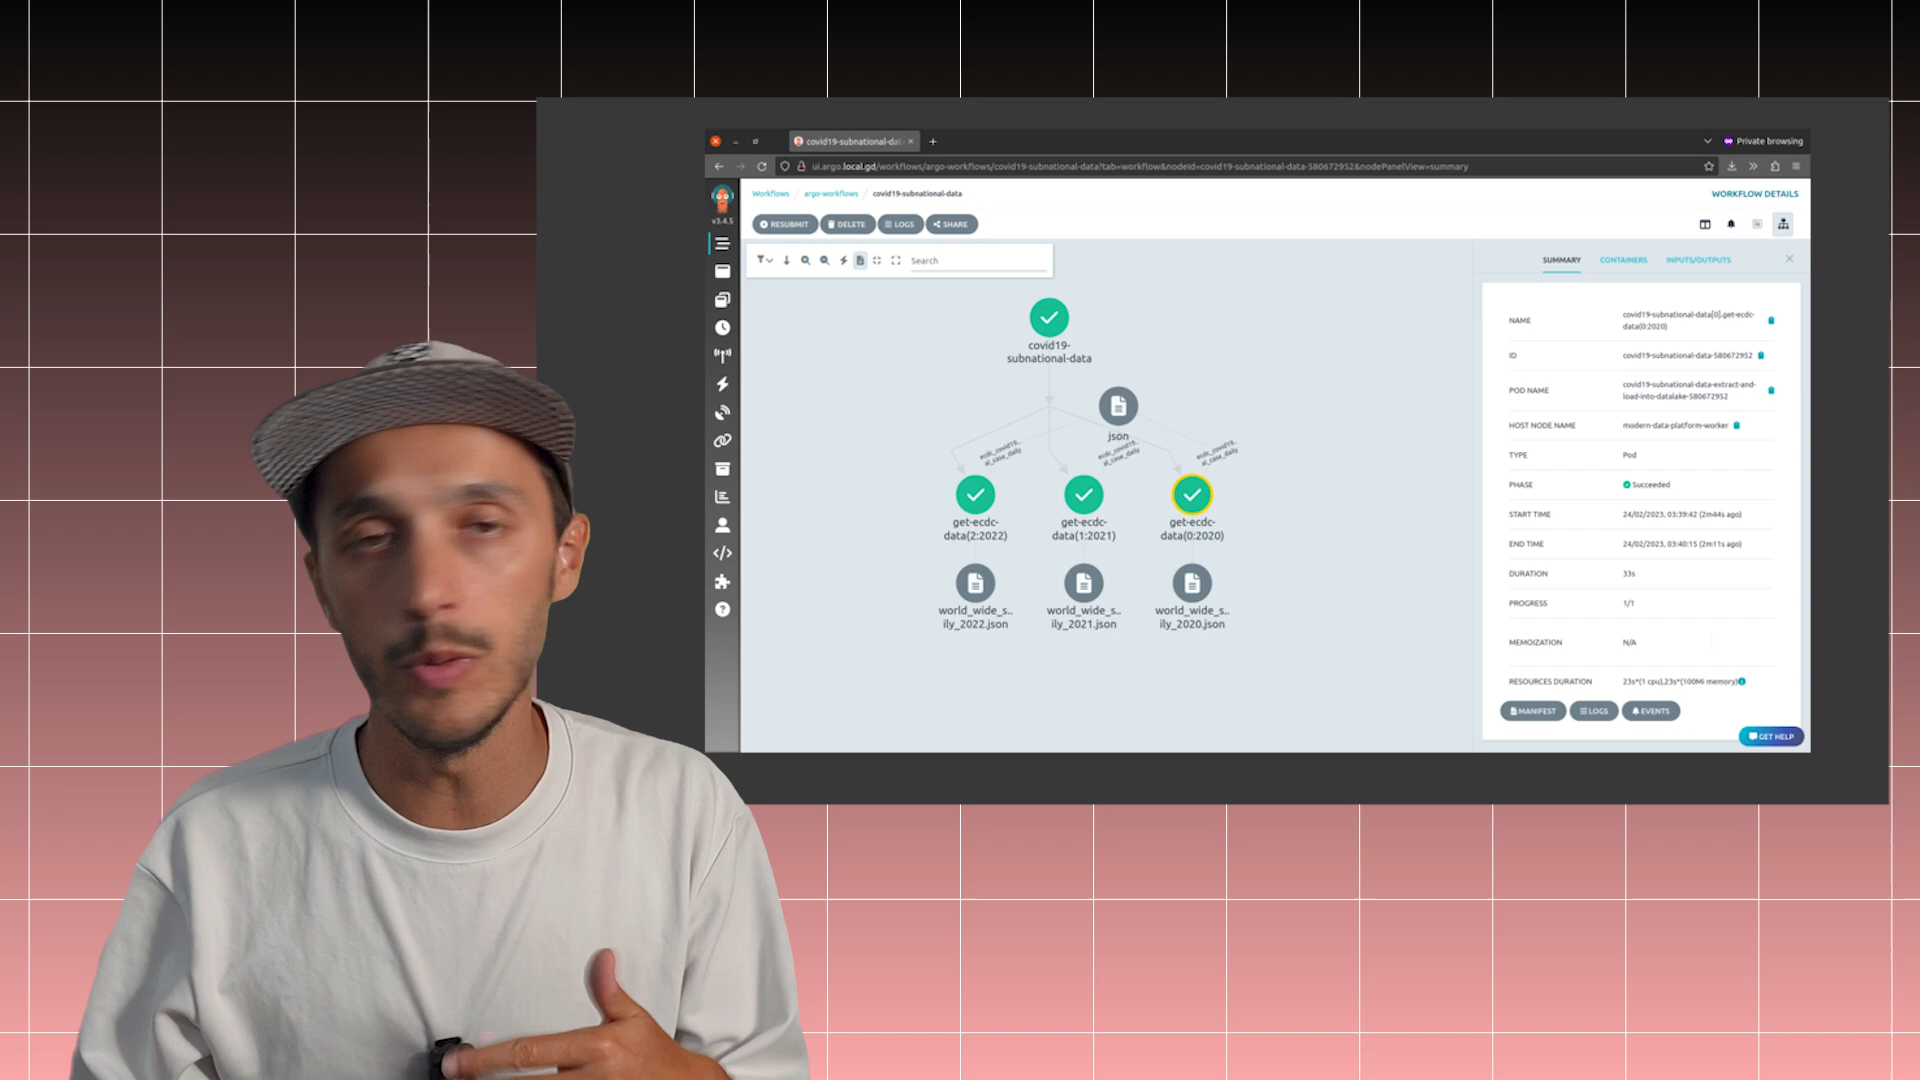 covid19-subnational-data
Private browsing
ui.argo.local.gd/workflows/argo-workflows/covid19-subnational-data?tab=workflow&nodeId=covid19-subnational-data-580672952&nodePanelView=summary
Workflows / argo-workflows / covid19-subnational-data
WORKFLOW DETAILS
v3.4.5
RESUBMIT DELETE LOGS SHARE
Search
SUMMARY CONTAINERS INPUTS/OUTPUTS
covid19-
subnational-data
json
ecdc_covid19..
al_case_daily
ecdc_covid19..
al_case_daily
ecdc_covid19..
al_case_daily
get-ecdc-
data(2:2022)
get-ecdc-
data(1:2021)
get-ecdc-
data(0:2020)
world_wide_s..
ily_2022.json
world_wide_s..
ily_2021.json
world_wide_s..
ily_2020.json
NAME covid19-subnational-data[0].get-ecdc-
data(0:2020)
ID covid19-subnational-data-580672952
POD NAME covid19-subnational-data-extract-and-
load-into-datalake-580672952
HOST NODE NAME modern-data-platform-worker
TYPE Pod
PHASE Succeeded
START TIME 24/02/2023, 03:39:42 (2m44s ago)
END TIME 24/02/2023, 03:40:15 (2m11s ago)
DURATION 33s
PROGRESS 1/1
MEMOIZATION N/A
RESOURCES DURATION 23s*(1 cpu),23s*(100Mi memory)
MANIFEST LOGS EVENTS
GET HELP